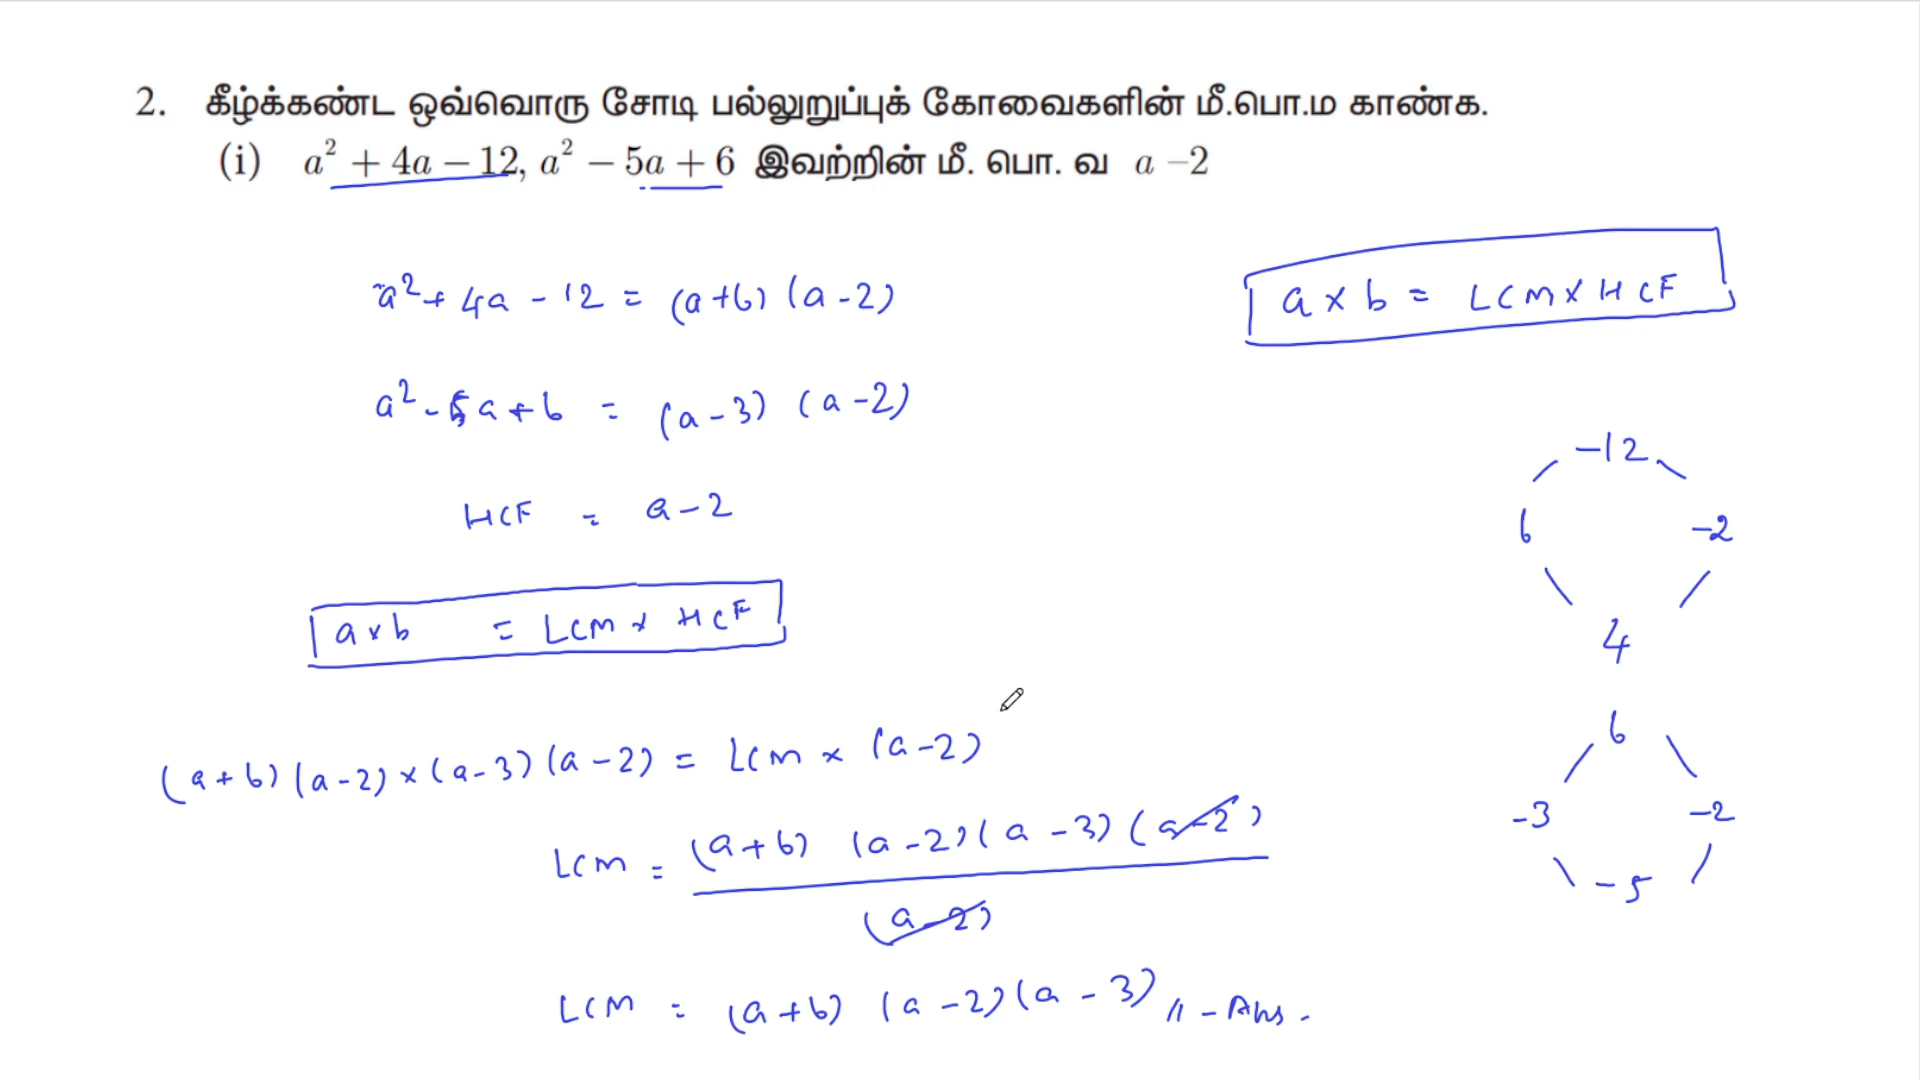 2. கீழ்க்கண்ட ஒவ்வொரு சோடி பல்லுறுப்புக் கோவைகளின் மீ.பொ.ம காண்க.
(i) a² + 4a – 12, a² – 5a + 6 இவற்றின் மீ. பொ. வ a –2
a² + 4a - 12 = (a+6) (a-2)
a × b = LCM × HCF
a² - 5a + 6 = (a-3) (a-2)
-12
6 -2
4
HCF = a-2
a × b = LCM × HCF
6
-3 -2
-5
(a+6) (a-2) × (a-3) (a-2) = LCM × (a-2)
LCM = (a+6) (a-2) (a-3) (a-2)
(a-2)
LCM = (a+6) (a-2) (a-3) // - Ans.